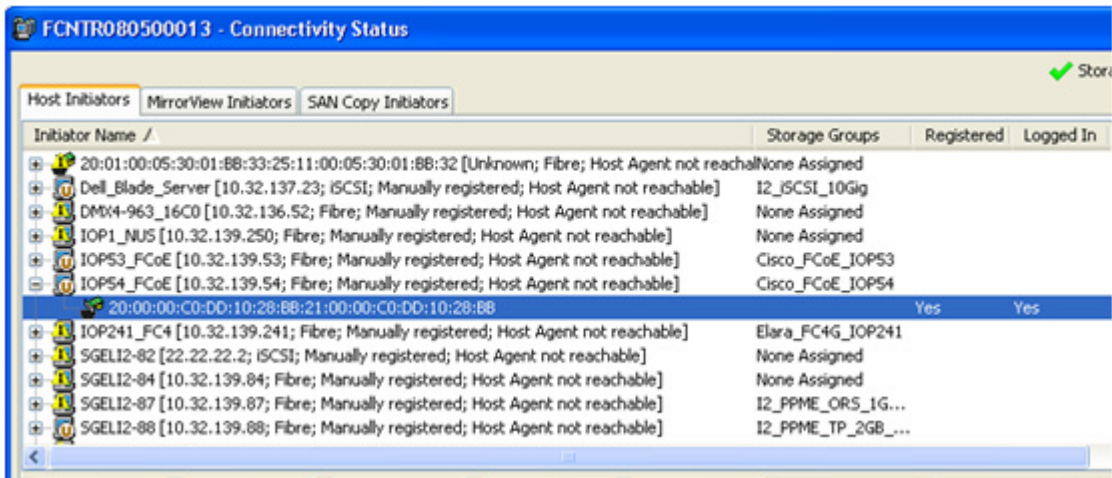 FCNTR080500013 - Connectivity Status
Stora
Host Initiators MirrorView Initiators SAN Copy Initiators
Initiator Name / Storage Groups Registered Logged In
20:01:00:05:30:01:BB:33:25:11:00:05:30:01:BB:32 [Unknown; Fibre; Host Agent not reachal None Assigned
Dell_Blade_Server [10.32.137.23; iSCSI; Manually registered; Host Agent not reachable] I2_iSCSI_10Gig
DMX4-963_16C0 [10.32.136.52; Fibre; Manually registered; Host Agent not reachable] None Assigned
IOP1_NUS [10.32.139.250; Fibre; Manually registered; Host Agent not reachable] None Assigned
IOP53_FCoE [10.32.139.53; Fibre; Manually registered; Host Agent not reachable] Cisco_FCoE_IOP53
IOP54_FCoE [10.32.139.54; Fibre; Manually registered; Host Agent not reachable] Cisco_FCoE_IOP54
20:00:00:C0:DD:10:28:BB:21:00:00:C0:DD:10:28:BB Yes Yes
IOP241_FC4 [10.32.139.241; Fibre; Manually registered; Host Agent not reachable] Elara_FC4G_IOP241
SGELI2-82 [22.22.22.2; iSCSI; Manually registered; Host Agent not reachable] None Assigned
SGELI2-84 [10.32.139.84; Fibre; Manually registered; Host Agent not reachable] None Assigned
SGELI2-87 [10.32.139.87; Fibre; Manually registered; Host Agent not reachable] I2_PPME_ORS_1G...
SGELI2-88 [10.32.139.88; Fibre; Manually registered; Host Agent not reachable] I2_PPME_TP_2GB_...